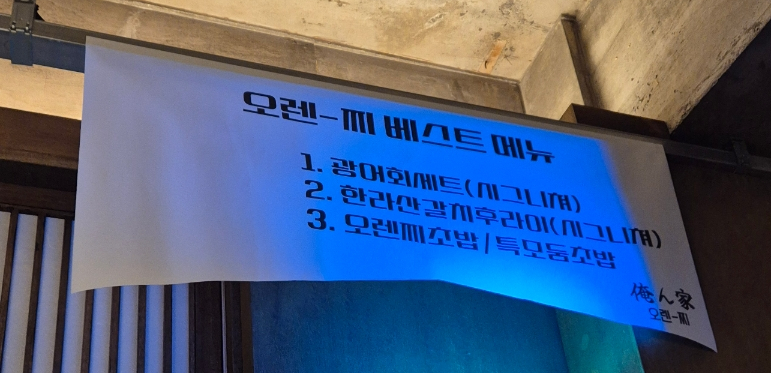 오렌-찌 베스트 메뉴
1. 광어회세트(시그니쳐)
2. 한라산갈치후라이(시그니쳐)
3. 오렌찌초밥/특모둠초밥
俺ん家
오렌-찌